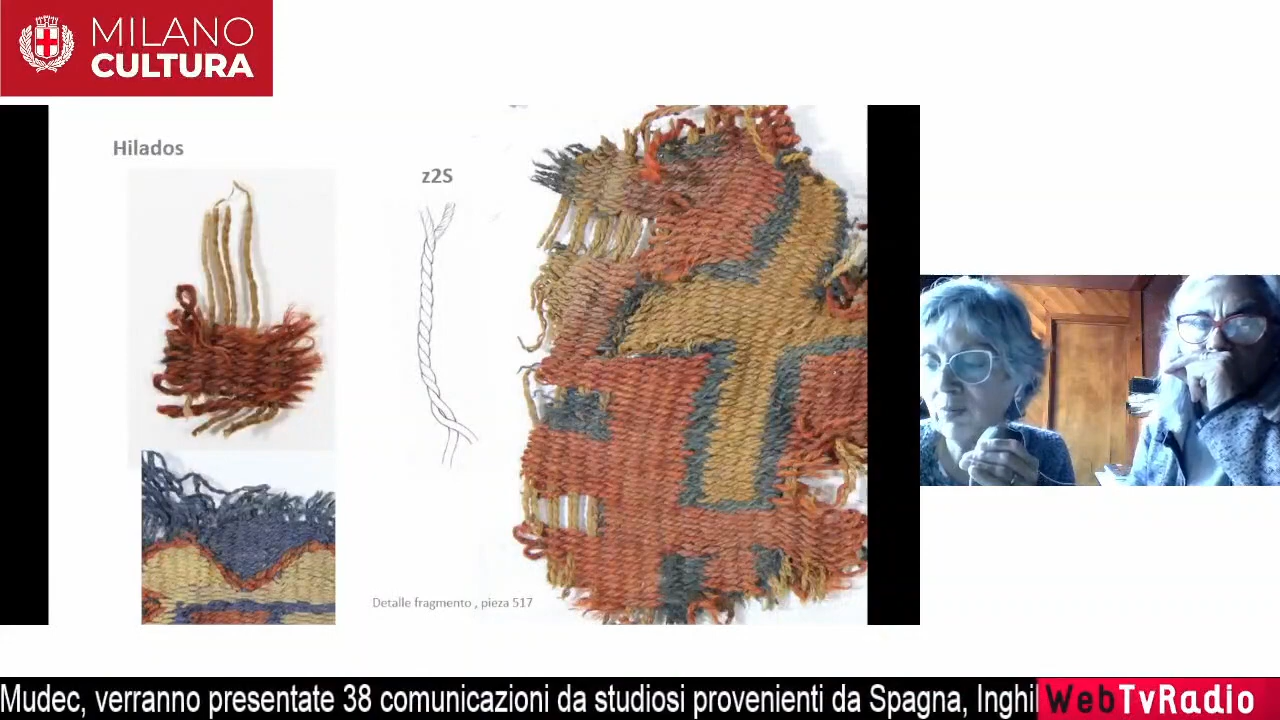 MILANO
CULTURA
Hilados
z2S
Detalle fragmento , pieza 517
Mudec, verranno presentate 38 comunicazioni da studiosi provenienti da Spagna, Inghil
WebTvRadio